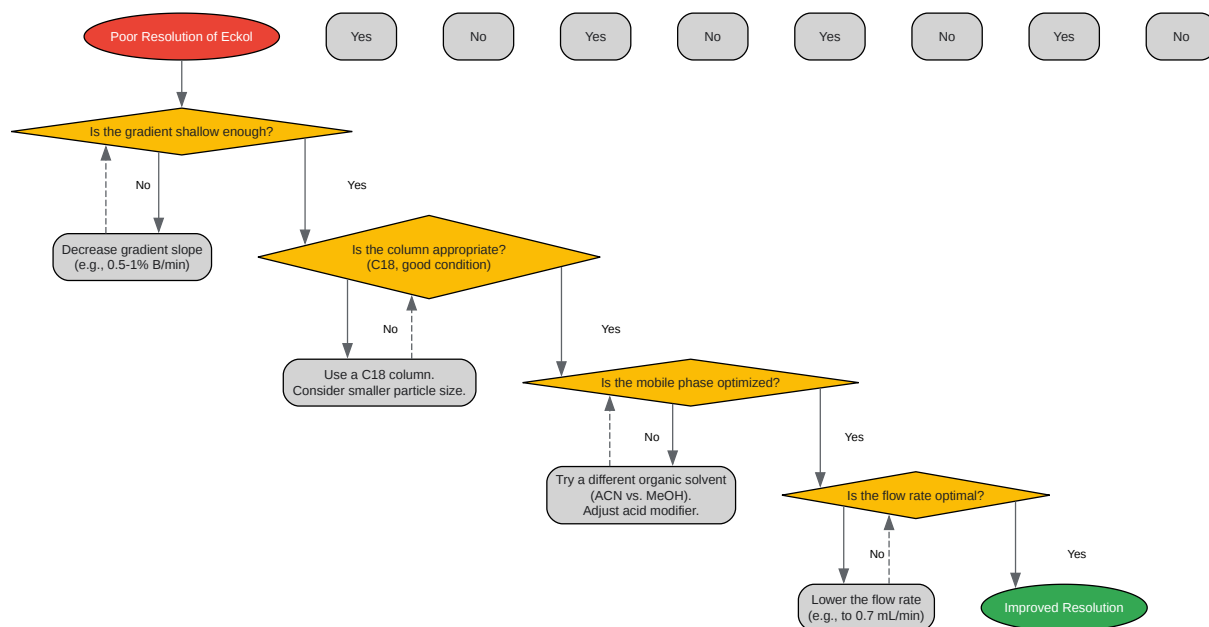 Poor Resolution of Eckol
Yes
No
Yes
No
Yes
No
Yes
No
Is the gradient shallow enough?
No
Yes
Decrease gradient slope
(e.g., 0.5-1% B/min)
Is the column appropriate?
(C18, good condition)
No
Yes
Use a C18 column.
Consider smaller particle size.
Is the mobile phase optimized?
No
Yes
Try a different organic solvent
(ACN vs. MeOH).
Adjust acid modifier.
Is the flow rate optimal?
No
Yes
Lower the flow rate
(e.g., to 0.7 mL/min)
Improved Resolution